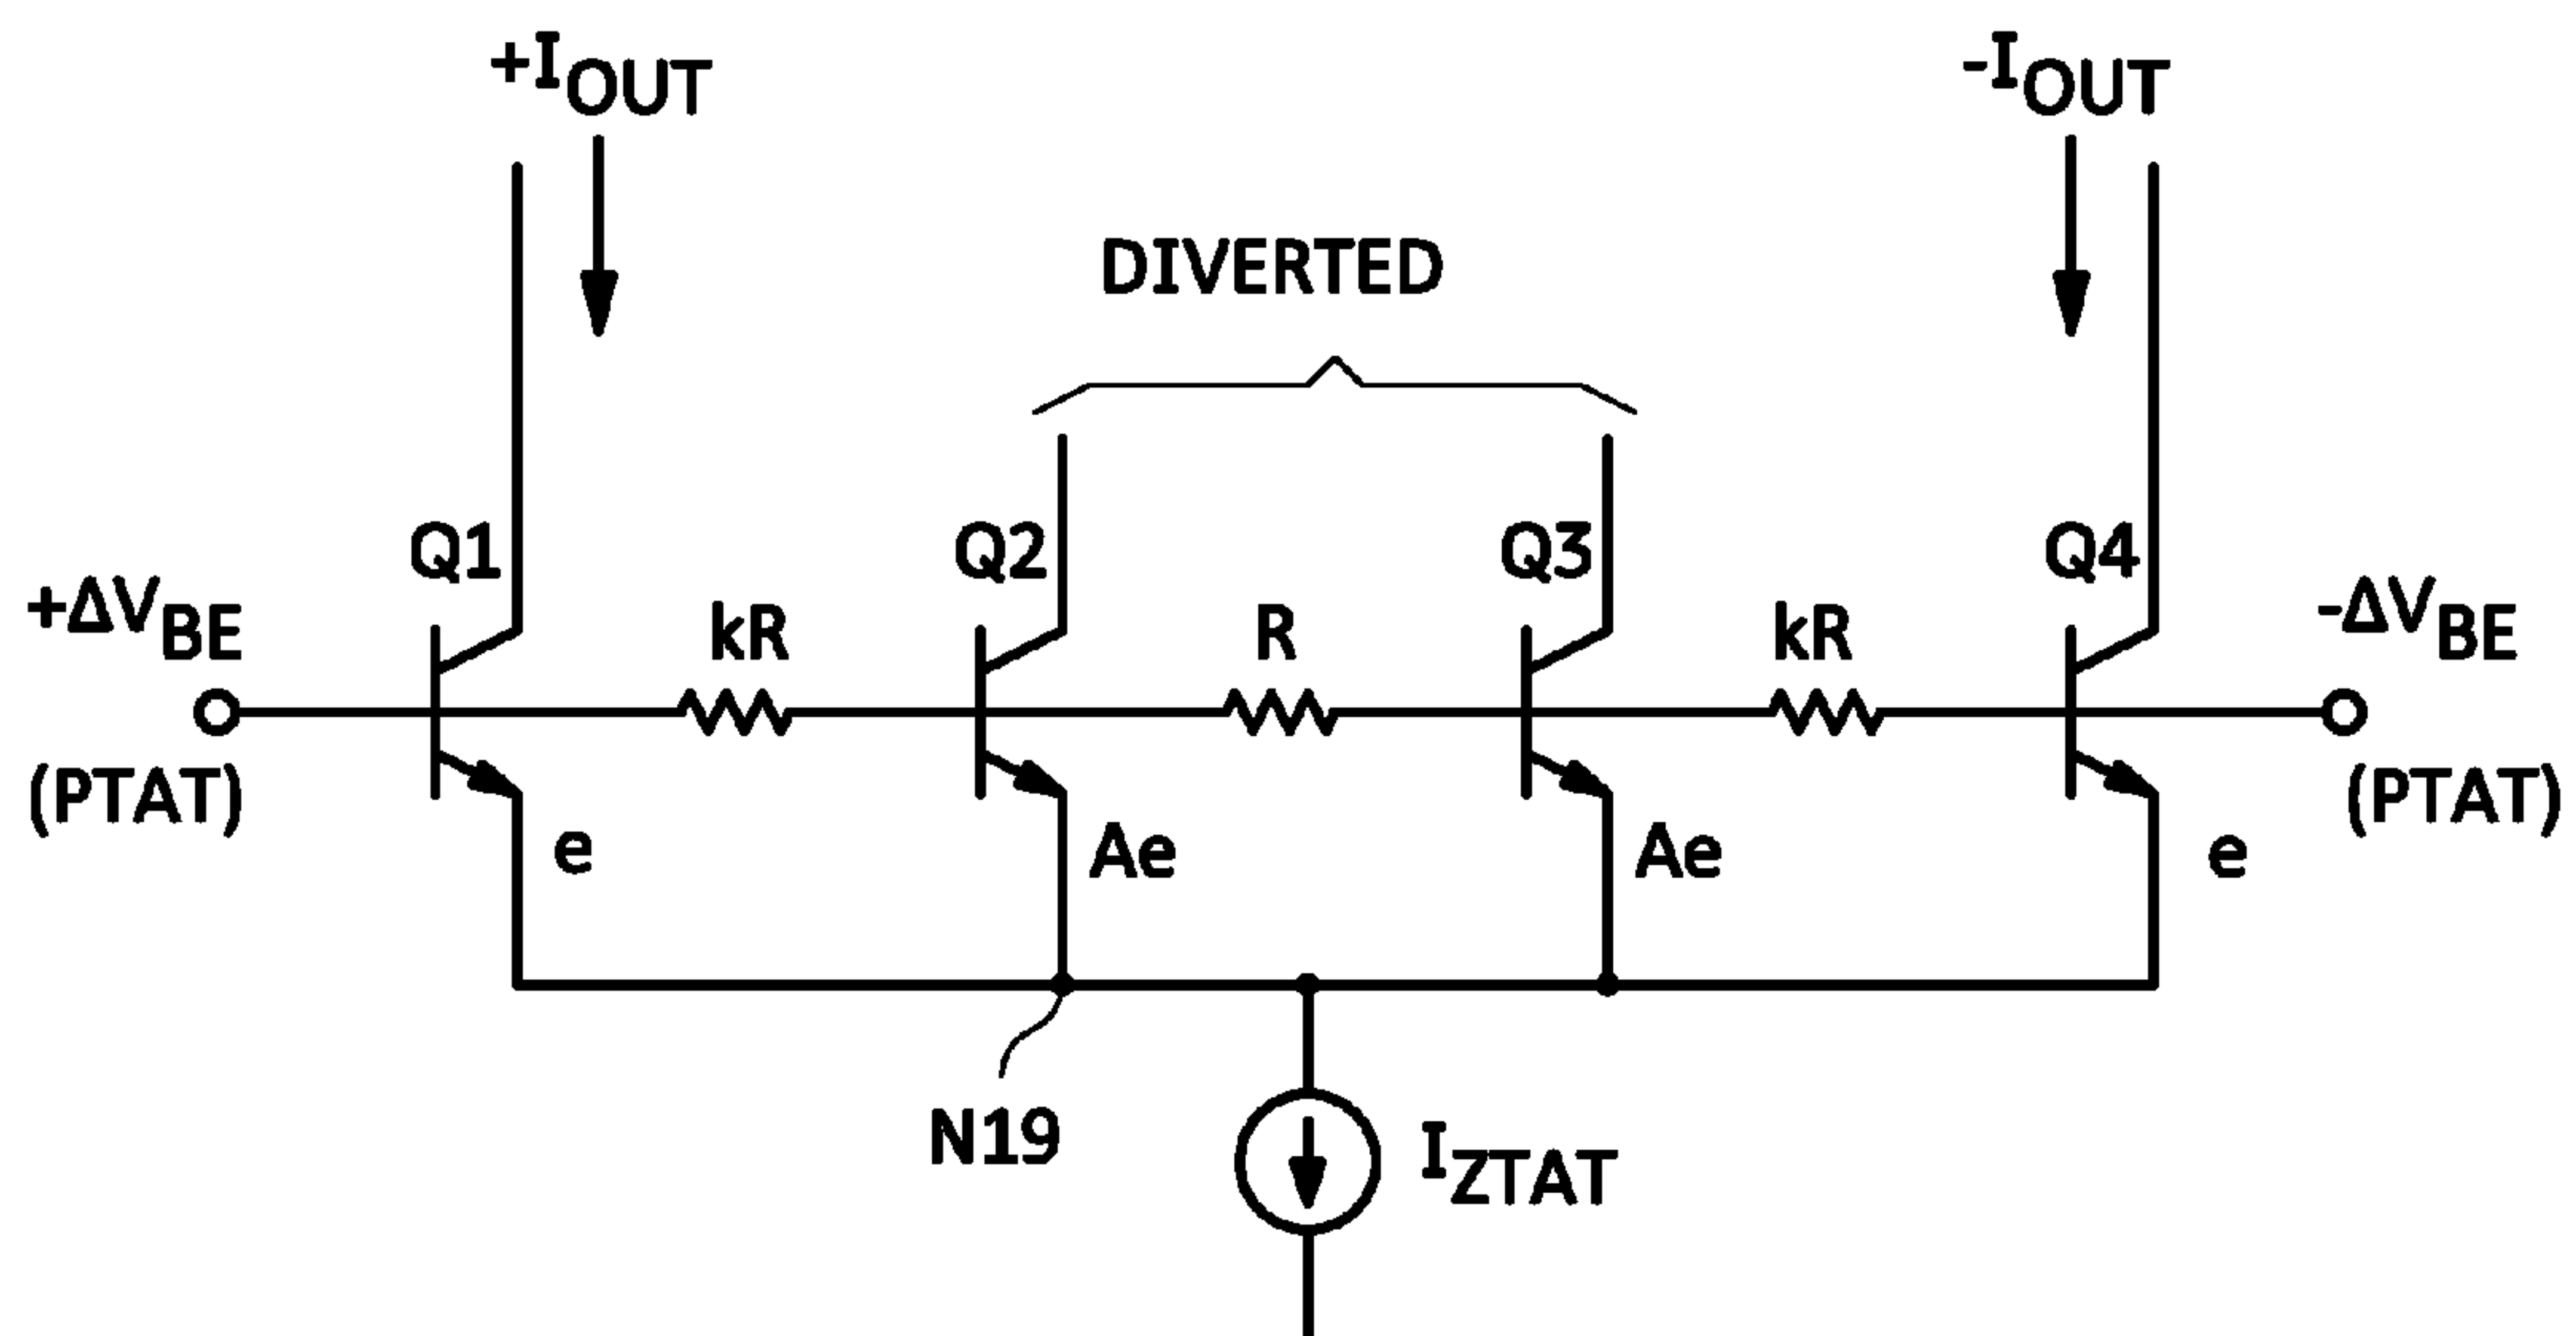 +IOUT
-IOUT
DIVERTED
Q1
Q2
Q3
Q4
+ΔVBE
kR
R
kR
-ΔVBE
(PTAT)
(PTAT)
e
Ae
Ae
e
N19
IZTAT